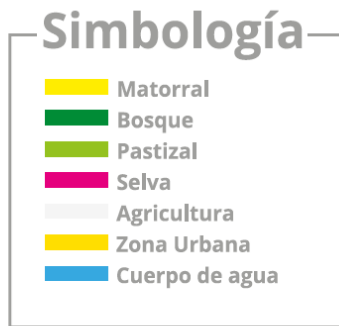 Simbología
Matorral
Bosque
Pastizal
Selva
Agricultura
Zona Urbana
Cuerpo de agua